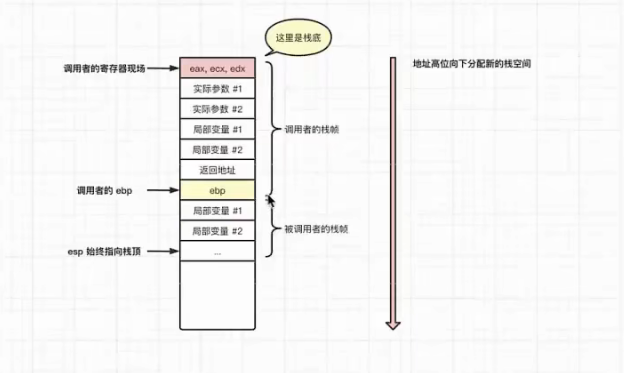 这里是栈底
调用者的寄存器现场
eax, ecx, edx
地址高位向下分配新的栈空间
实际参数 #1
实际参数 #2
局部变量 #1
调用者的栈帧
局部变量 #2
返回地址
调用者的 ebp
ebp
局部变量 #1
局部变量 #2
被调用者的栈帧
esp 始终指向栈顶
...